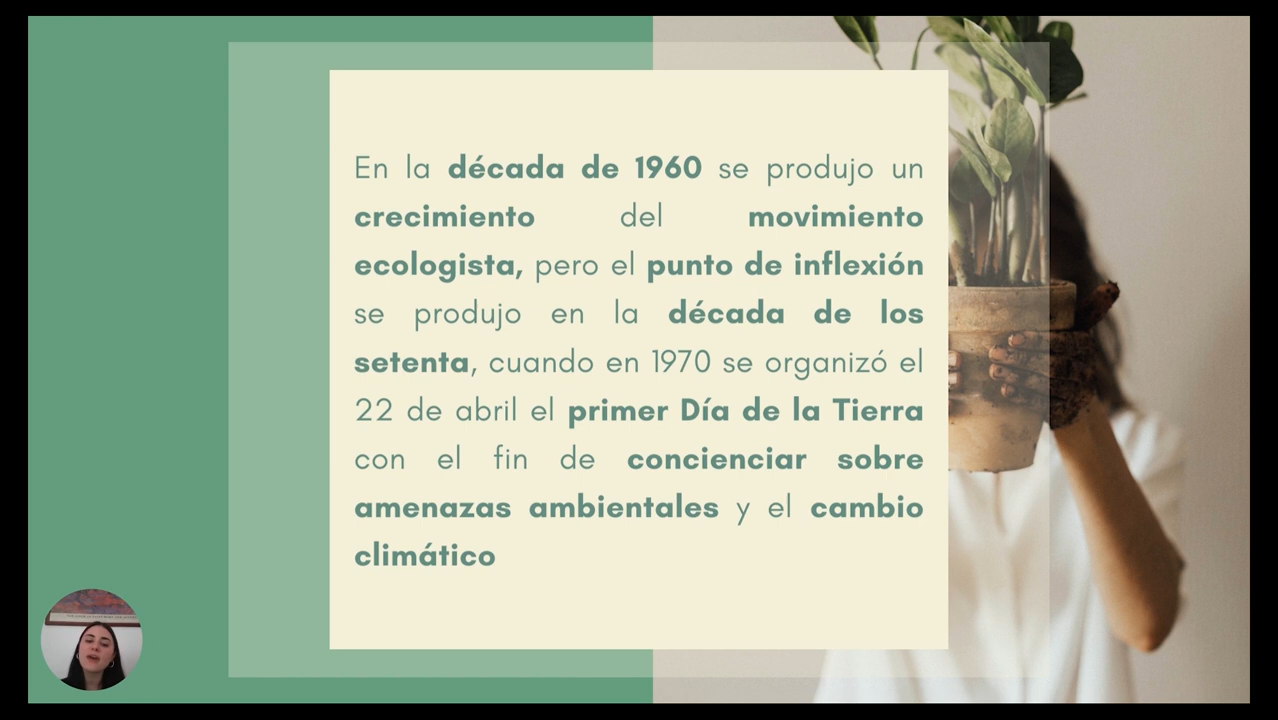 En la década de 1960 se produjo un
crecimiento del movimiento
ecologista, pero el punto de inflexión
se produjo en la década de los
setenta, cuando en 1970 se organizó el
22 de abril el primer Día de la Tierra
con el fin de concienciar sobre
amenazas ambientales y el cambio
climático